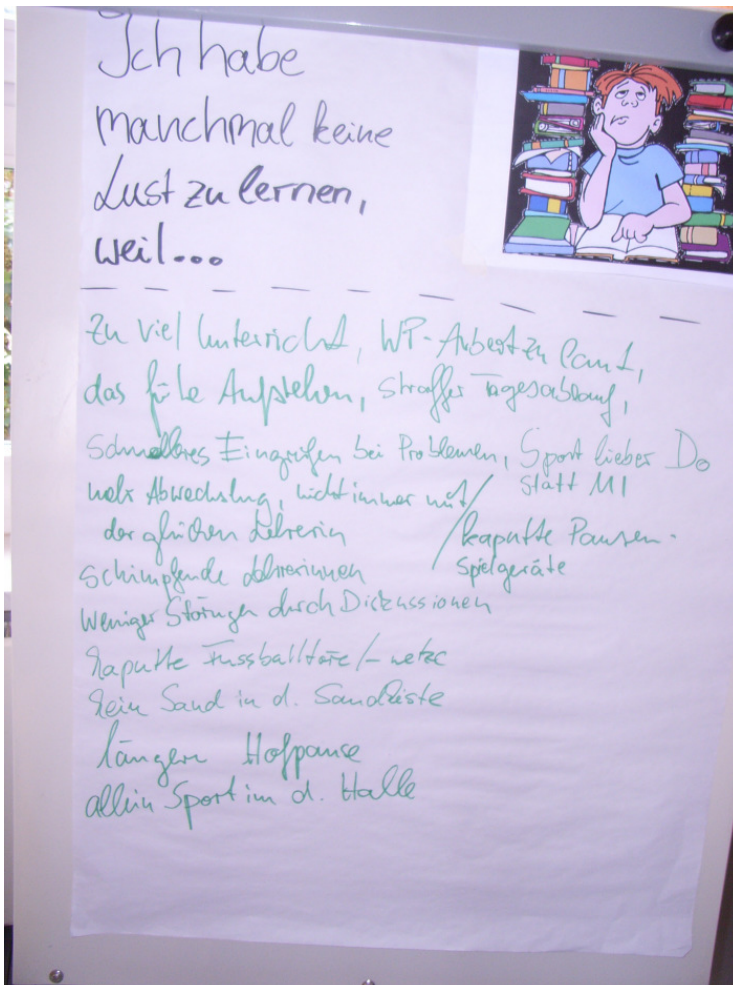 Ich habe
manchmal keine
Lust zu lernen,
weil...
zu viel Unterricht, WP-Arbeit zu laut,
das frühe Aufstehen, straffer Tagesablauf,
schnelleres Eingreifen bei Problemen, Sport lieber Do
statt MI
mehr Abwechslung, nicht immer mit
der gleichen Lehrerin
kaputte Pausen-
spielgeräte
schimpfende Lehrerinnen
weniger Störungen durch Diskussionen
kaputte Fussballtore/-netze
kein Sand in d. Sandkiste
längere Hofpause
allein Sport in d. Halle